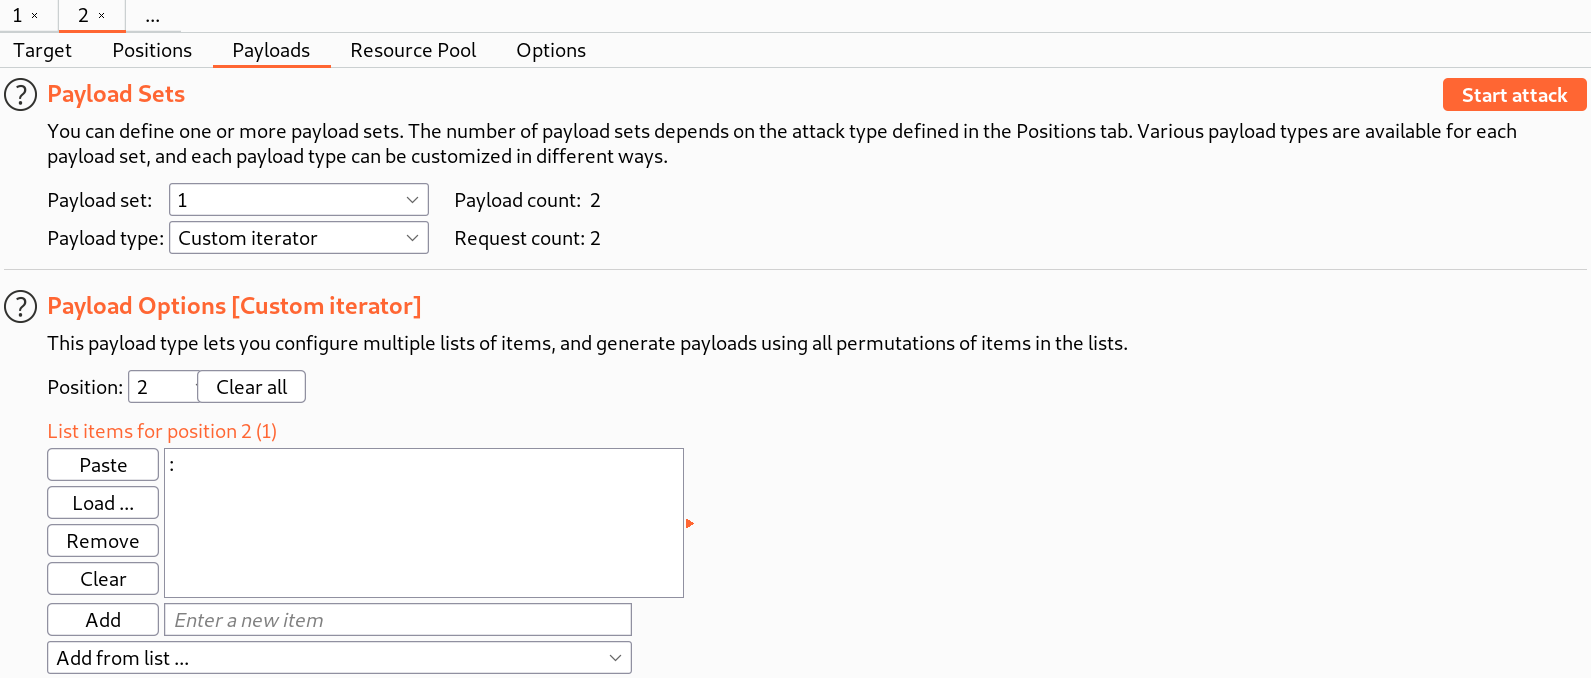 1 × 2 × ...
Target Positions Payloads Resource Pool Options
? Payload Sets Start attack
You can define one or more payload sets. The number of payload sets depends on the attack type defined in the Positions tab. Various payload types are available for each
payload set, and each payload type can be customized in different ways.
Payload set: 1 Payload count: 2
Payload type: Custom iterator Request count: 2
? Payload Options [Custom iterator]
This payload type lets you configure multiple lists of items, and generate payloads using all permutations of items in the lists.
Position: 2 Clear all
List items for position 2 (1)
Paste :
Load ...
Remove
Clear
Add Enter a new item
Add from list ...